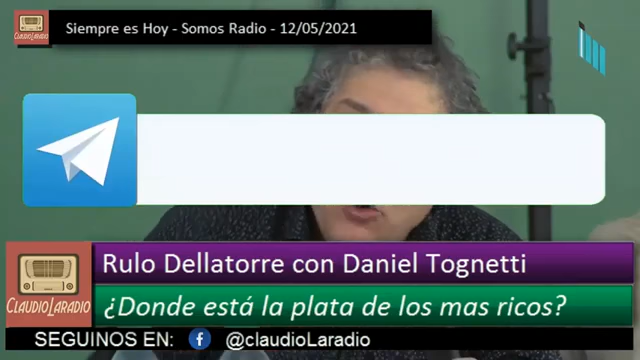 Siempre es Hoy - Somos Radio - 12/05/2021
CLAUDIOLARADIO
Rulo Dellatorre con Daniel Tognetti
¿Donde está la plata de los mas ricos?
CLAUDIOLARADIO
SEGUINOS EN: @claudioLaradio